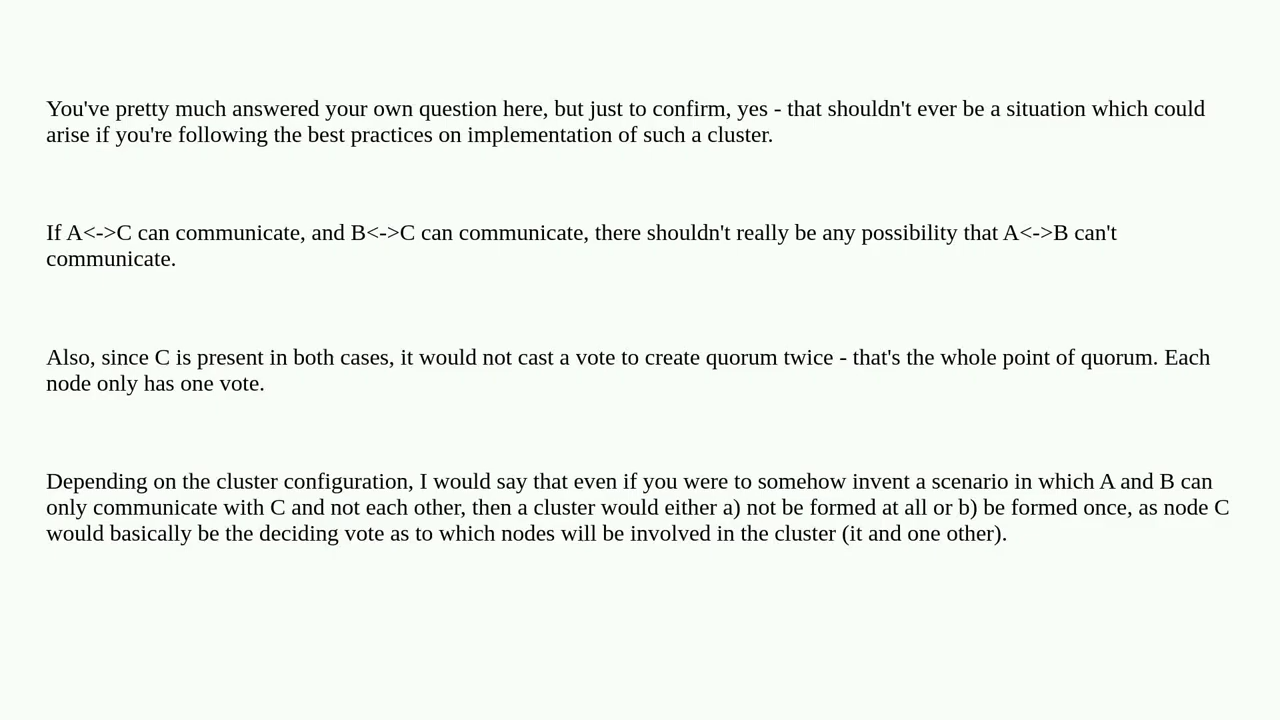 You've pretty much answered your own question here, but just to confirm, yes - that shouldn't ever be a situation which could
arise if you're following the best practices on implementation of such a cluster.
If A<->C can communicate, and B<->C can communicate, there shouldn't really be any possibility that A<->B can't
communicate.
Also, since C is present in both cases, it would not cast a vote to create quorum twice - that's the whole point of quorum. Each
node only has one vote.
Depending on the cluster configuration, I would say that even if you were to somehow invent a scenario in which A and B can
only communicate with C and not each other, then a cluster would either a) not be formed at all or b) be formed once, as node C
would basically be the deciding vote as to which nodes will be involved in the cluster (it and one other).